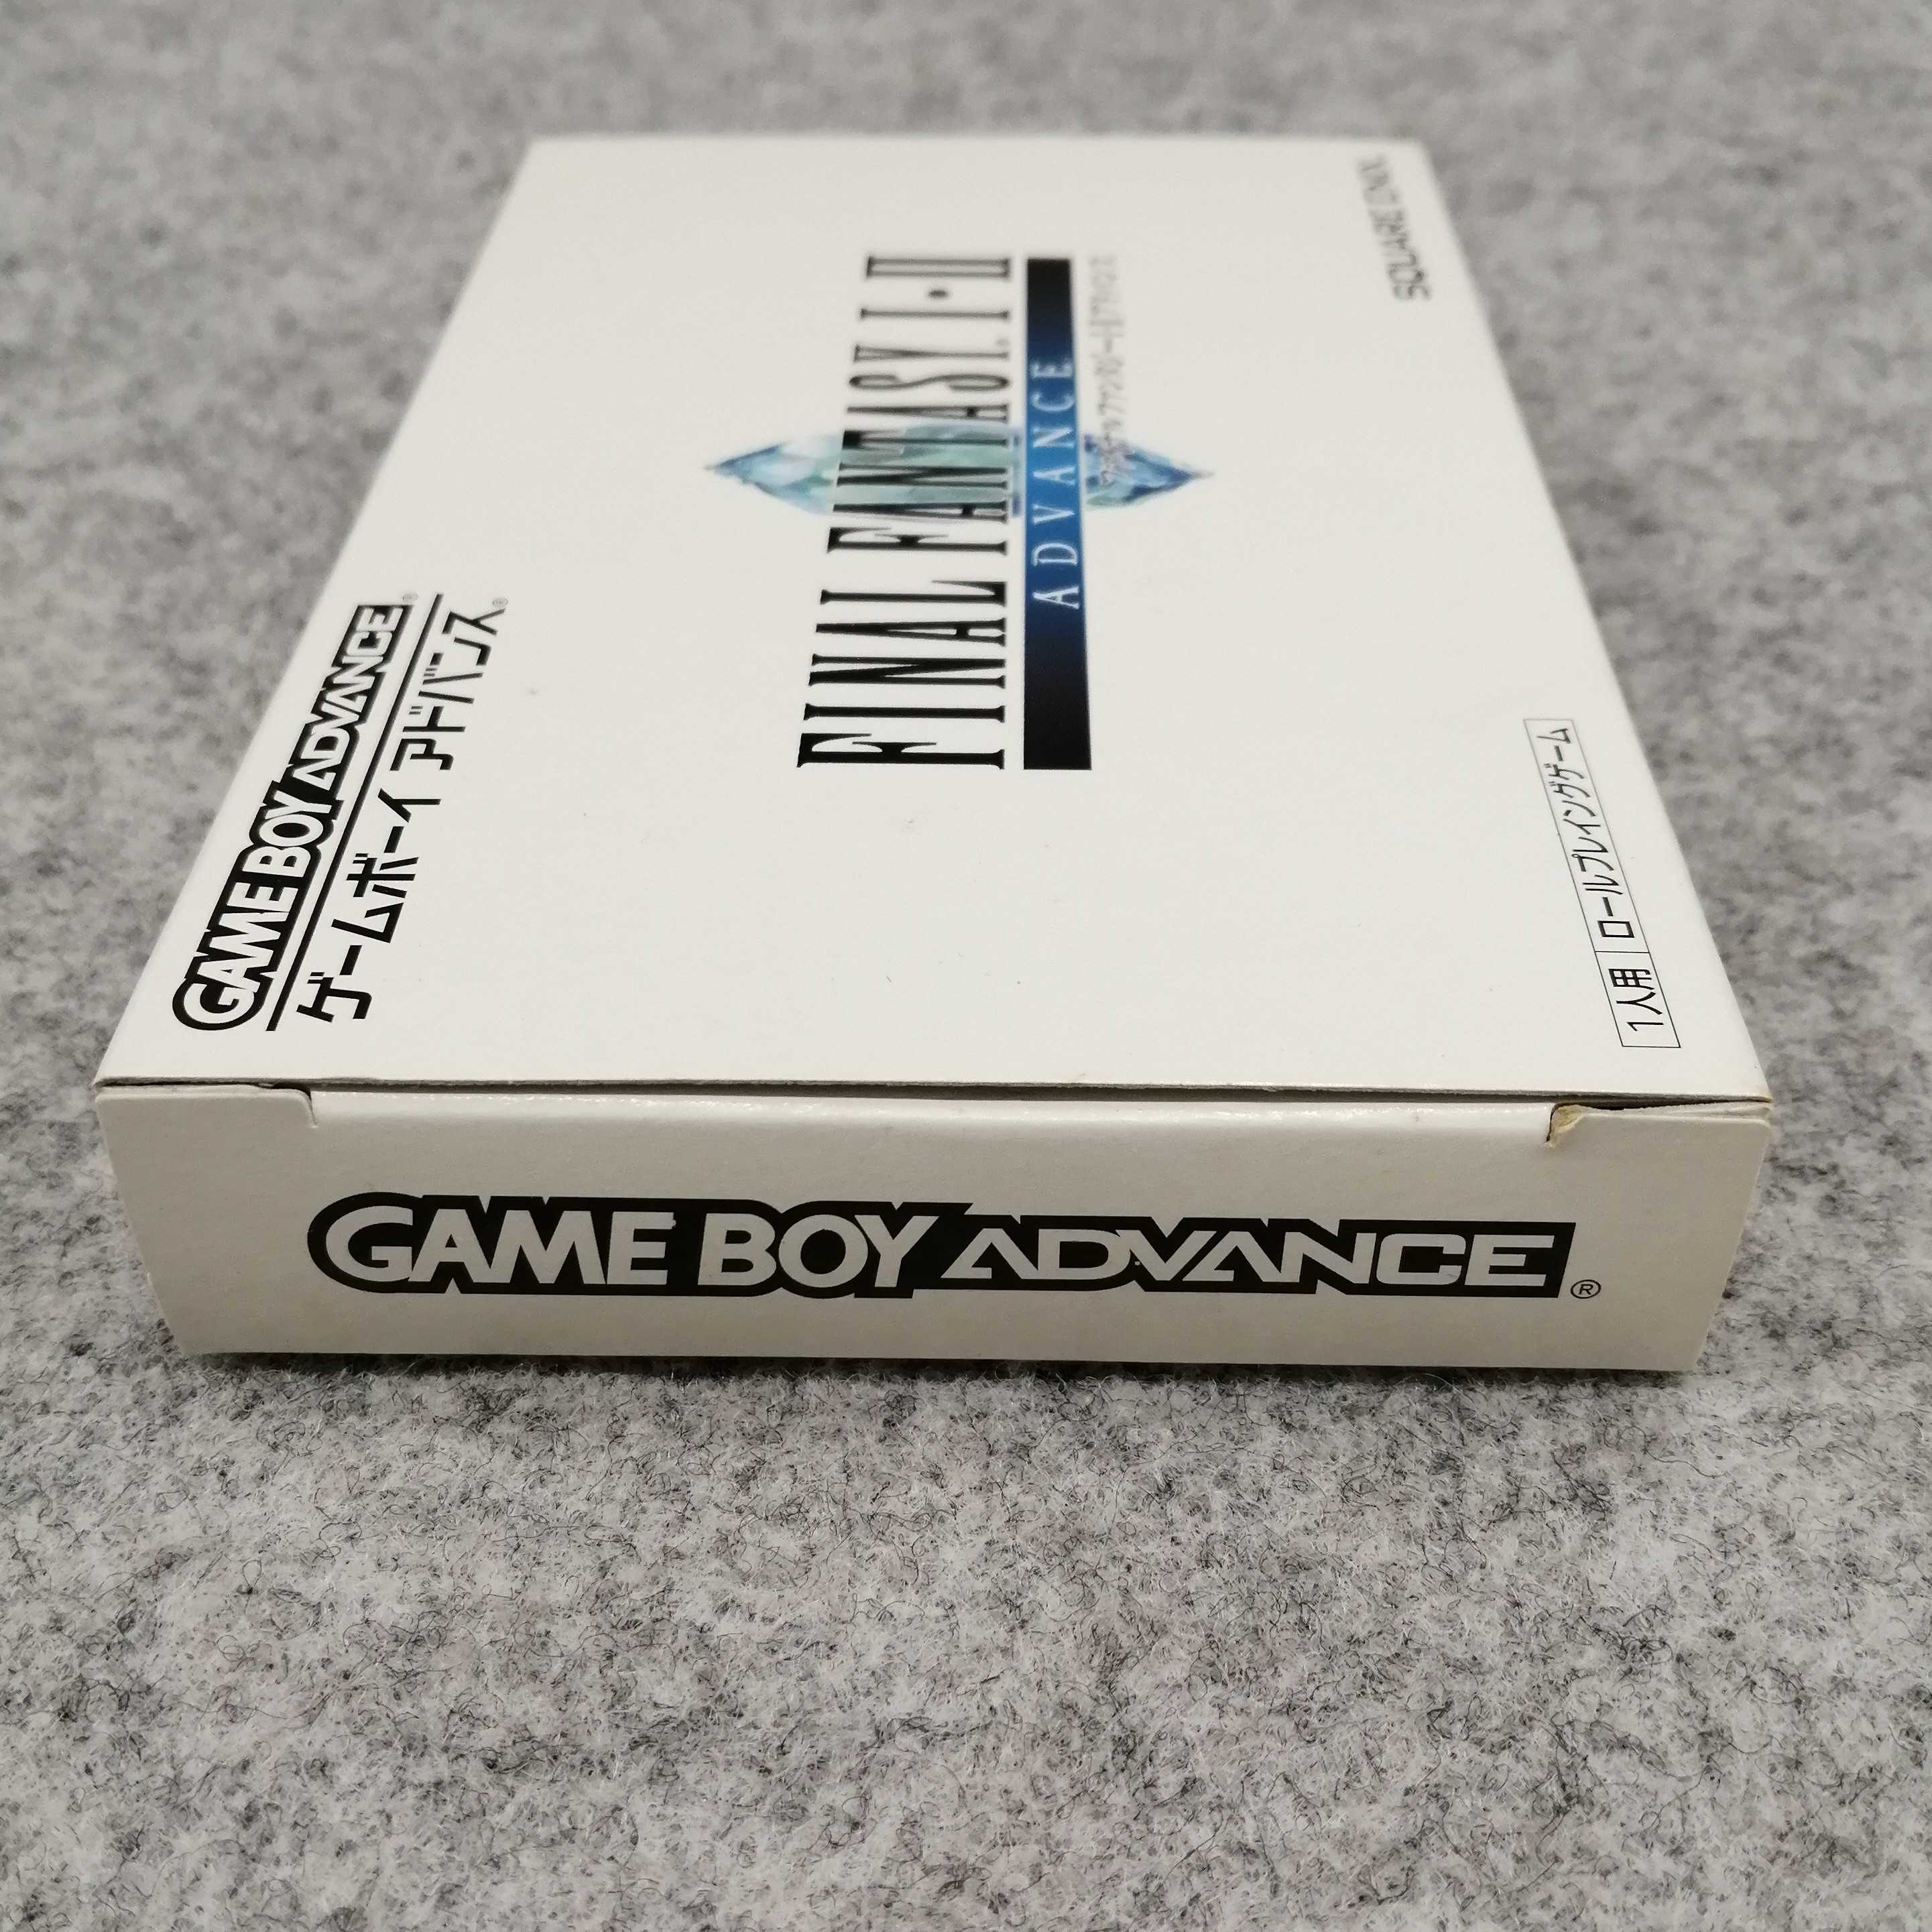 GAME BOY ADVANCE®
ゲームボーイ アドバンス®
FINAL FANTASY® I・II
ADVANCE
SQUARE ENIX®
1人用 ロールプレイングゲーム
GAME BOY ADVANCE®